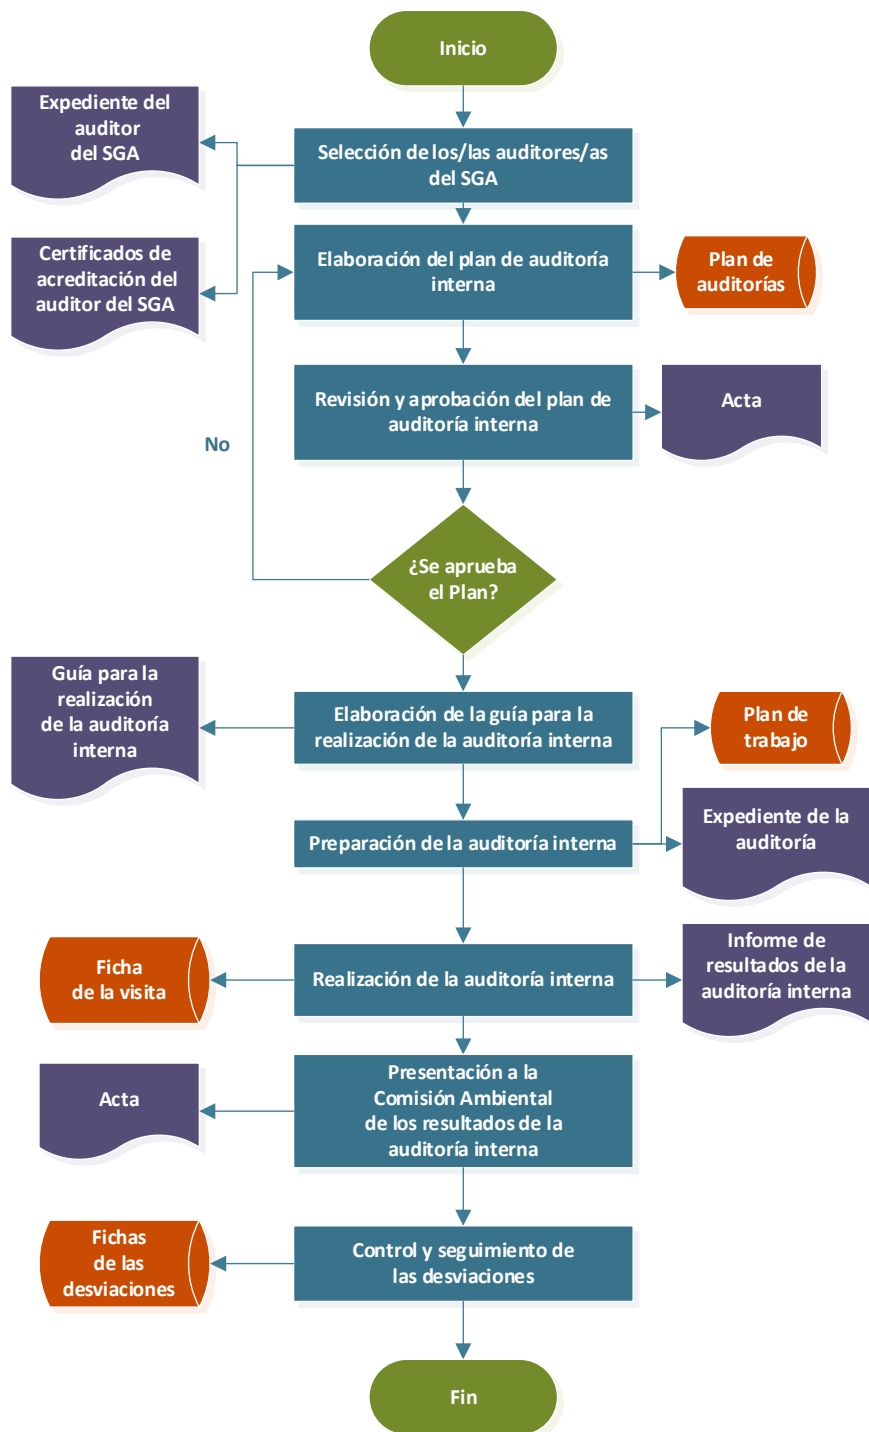 Inicio
Expediente del
auditor
del SGA
Selección de los/las auditores/as
del SGA
Certificados de
acreditación del
auditor del SGA
Elaboración del plan de auditoría
interna
Plan de
auditorías
Revisión y aprobación del plan de
auditoría interna
Acta
No
¿Se aprueba
el Plan?
Guía para la
realización
de la auditoría
interna
Elaboración de la guía para la
realización de la auditoría interna
Plan de
trabajo
Preparación de la auditoría interna
Expediente de la
auditoría
Ficha
de la visita
Realización de la auditoría interna
Informe de
resultados de la
auditoría interna
Acta
Presentación a la
Comisión Ambiental
de los resultados de la
auditoría interna
Fichas
de las
desviaciones
Control y seguimiento de
las desviaciones
Fin